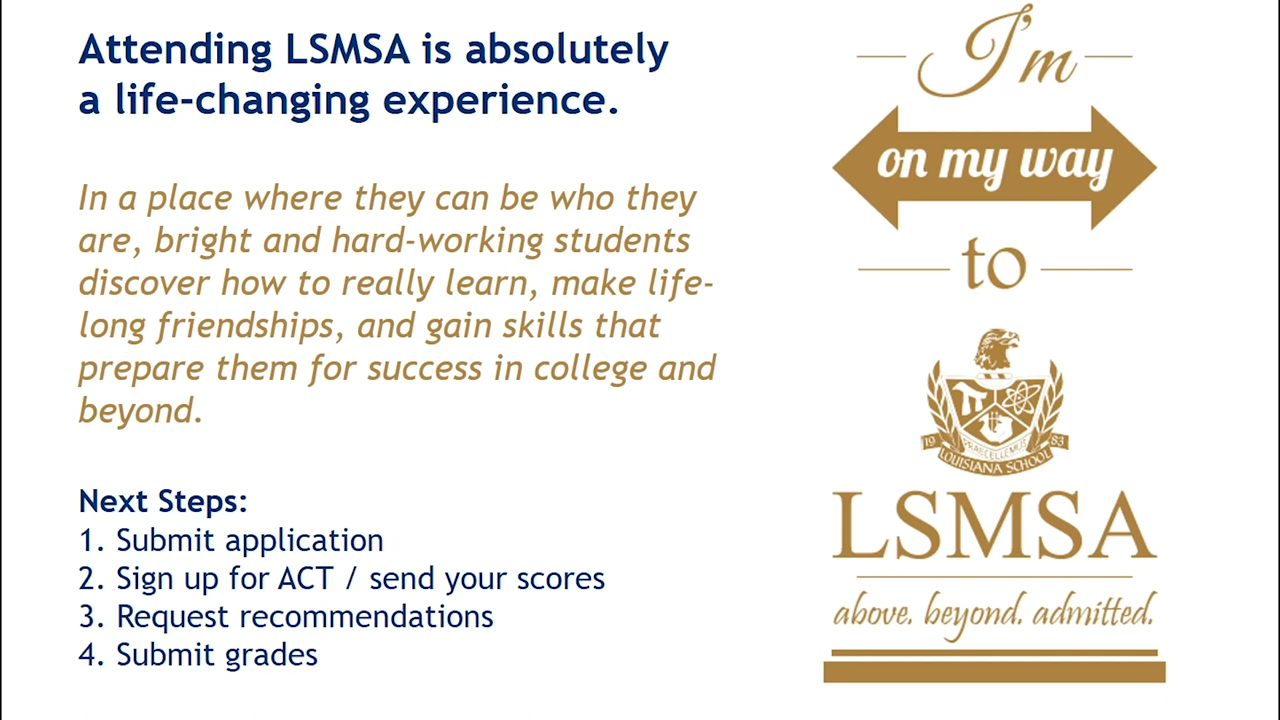 Attending LSMSA is absolutely
a life-changing experience.
In a place where they can be who they
are, bright and hard-working students
discover how to really learn, make life-
long friendships, and gain skills that
prepare them for success in college and
beyond.
Next Steps:
1. Submit application
2. Sign up for ACT / send your scores
3. Request recommendations
4. Submit grades
I'm
on my way
to
PRAECELLEMUS
19 83
LOUISIANA SCHOOL
LSMSA
above. beyond. admitted.